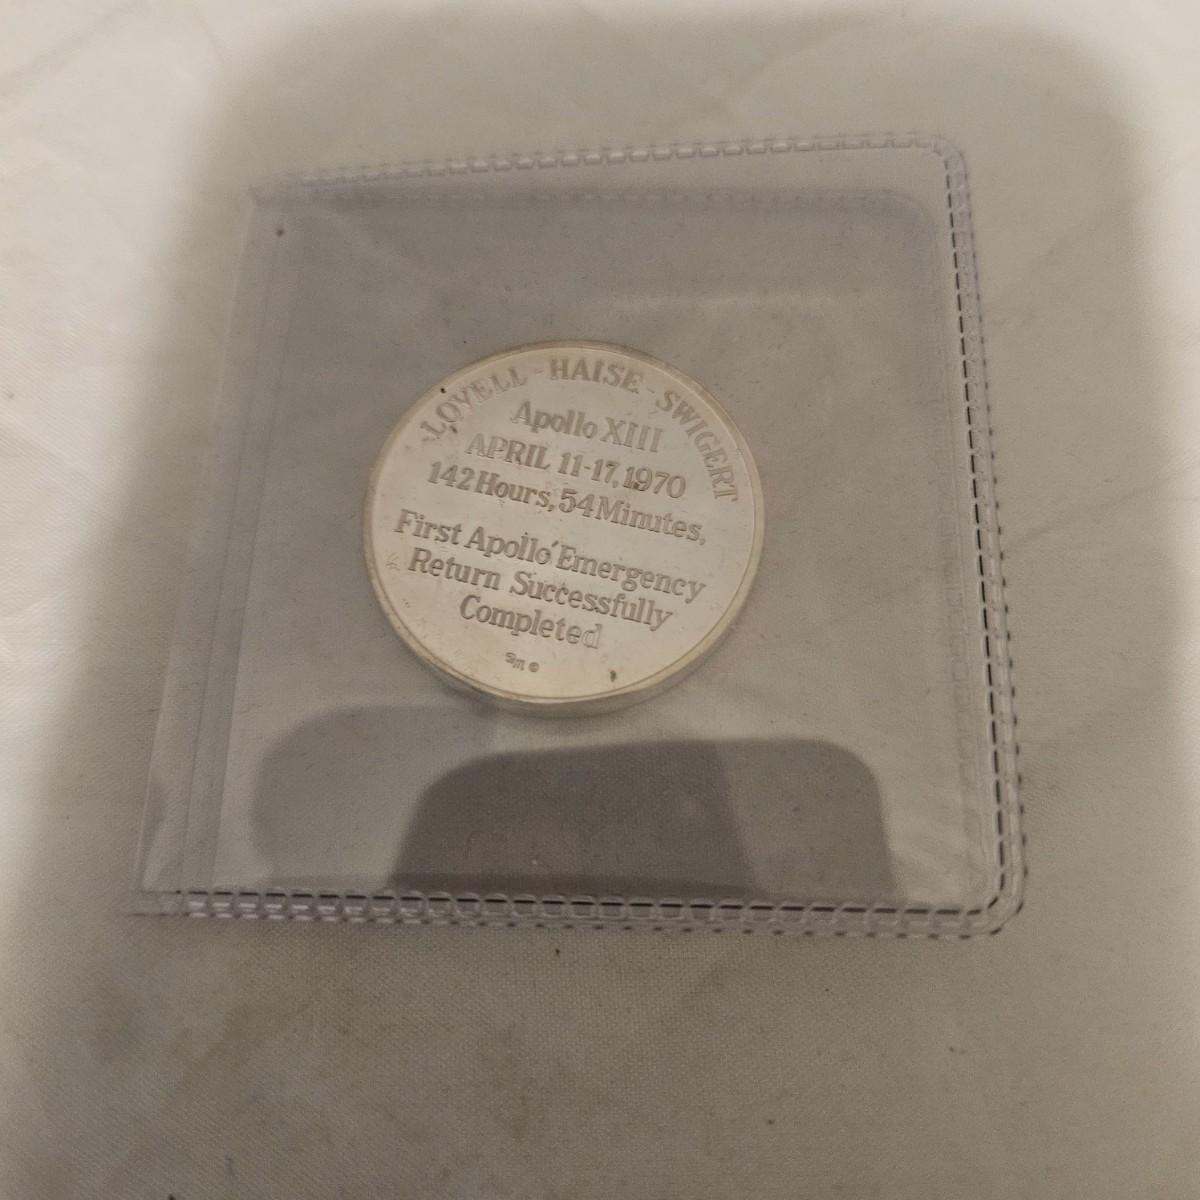 LOVELL - HAISE - SWIGERT
Apollo XIII
APRIL 11-17, 1970
142 Hours, 54 Minutes,
First Apollo Emergency
Return Successfully
Completed